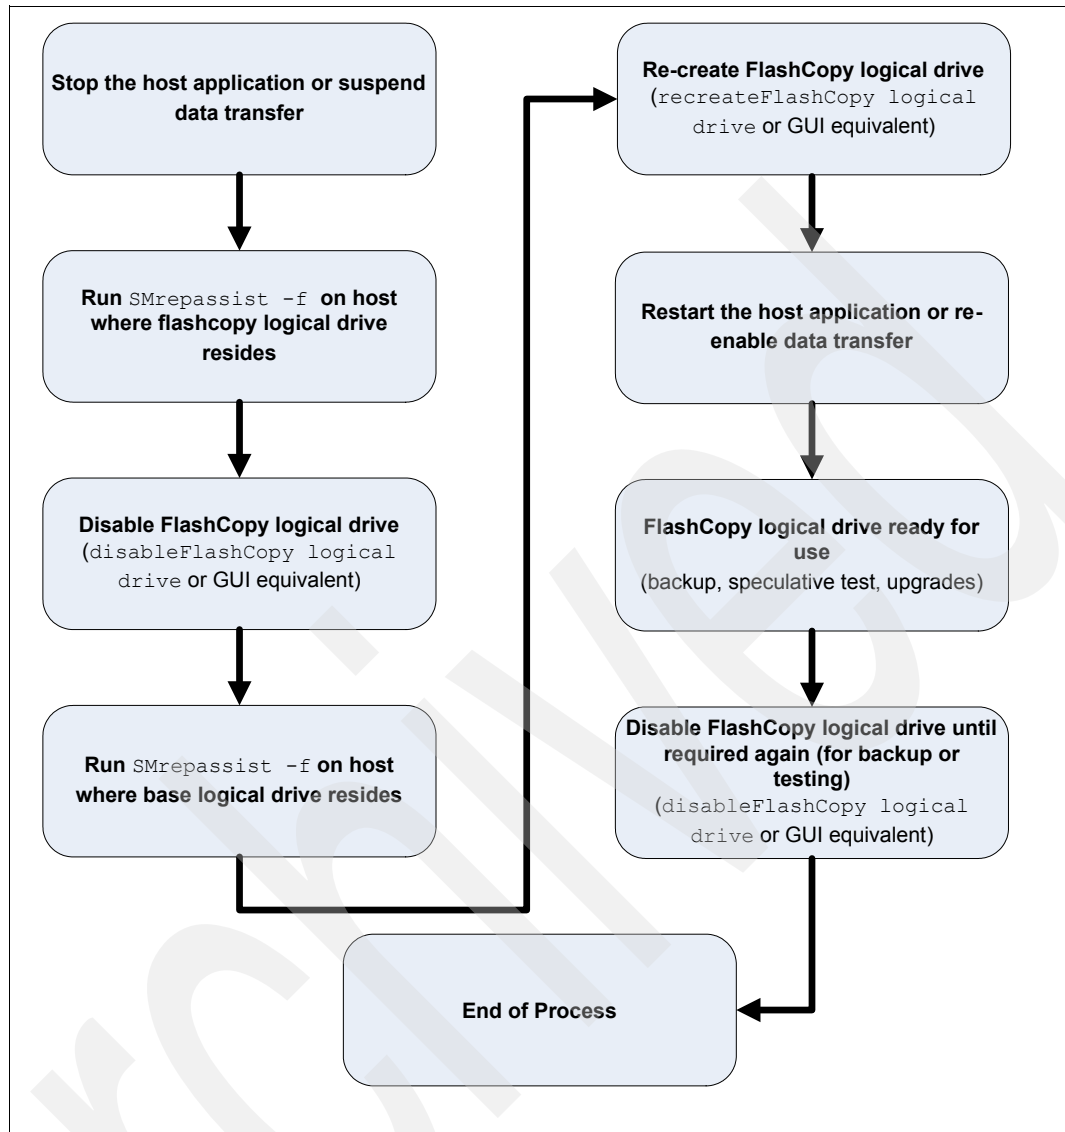 Stop the host application or suspend
data transfer
Run SMrepassist -f on host
where flashcopy logical drive
resides
Disable FlashCopy logical drive
(disableFlashCopy logical
drive or GUI equivalent)
Run SMrepassist -f on host
where base logical drive resides
Re-create FlashCopy logical drive
(recreateFlashCopy logical
drive or GUI equivalent)
Restart the host application or re-
enable data transfer
FlashCopy logical drive ready for
use
(backup, speculative test, upgrades)
Disable FlashCopy logical drive until
required again (for backup or
testing)
(disableFlashCopy logical
drive or GUI equivalent)
End of Process
rchived